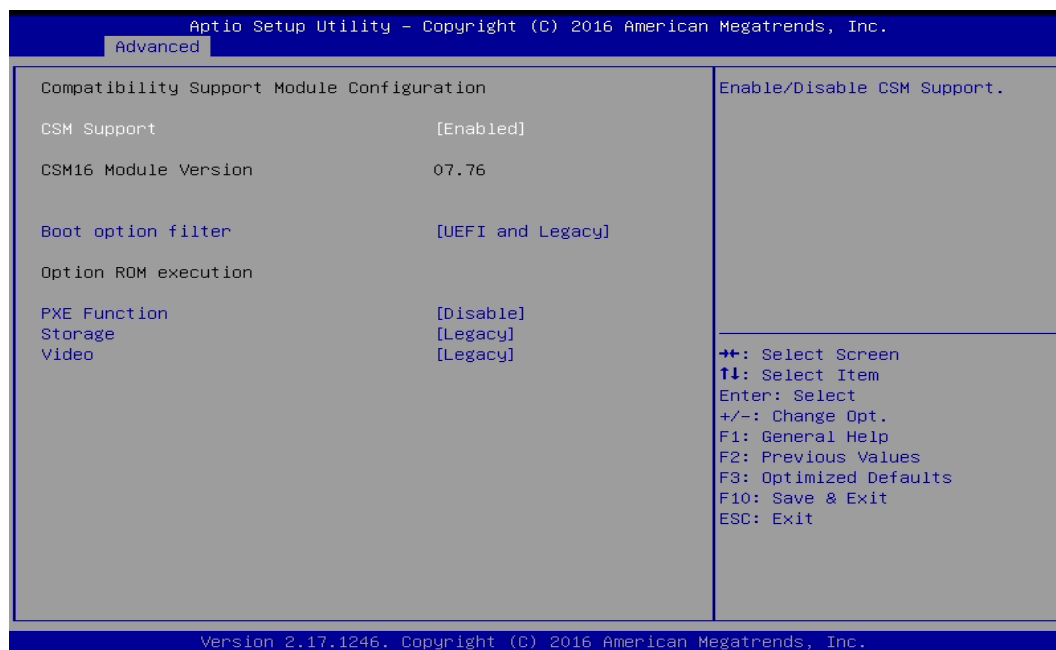 Aptio Setup Utility – Copyright (C) 2016 American Megatrends, Inc.
Advanced
Compatibility Support Module Configuration
CSM Support [Enabled]
CSM16 Module Version 07.76
Boot option filter [UEFI and Legacy]
Option ROM execution
PXE Function [Disable]
Storage [Legacy]
Video [Legacy]
Enable/Disable CSM Support.
→←: Select Screen
↑↓: Select Item
Enter: Select
+/-: Change Opt.
F1: General Help
F2: Previous Values
F3: Optimized Defaults
F10: Save & Exit
ESC: Exit
Version 2.17.1246. Copyright (C) 2016 American Megatrends, Inc.